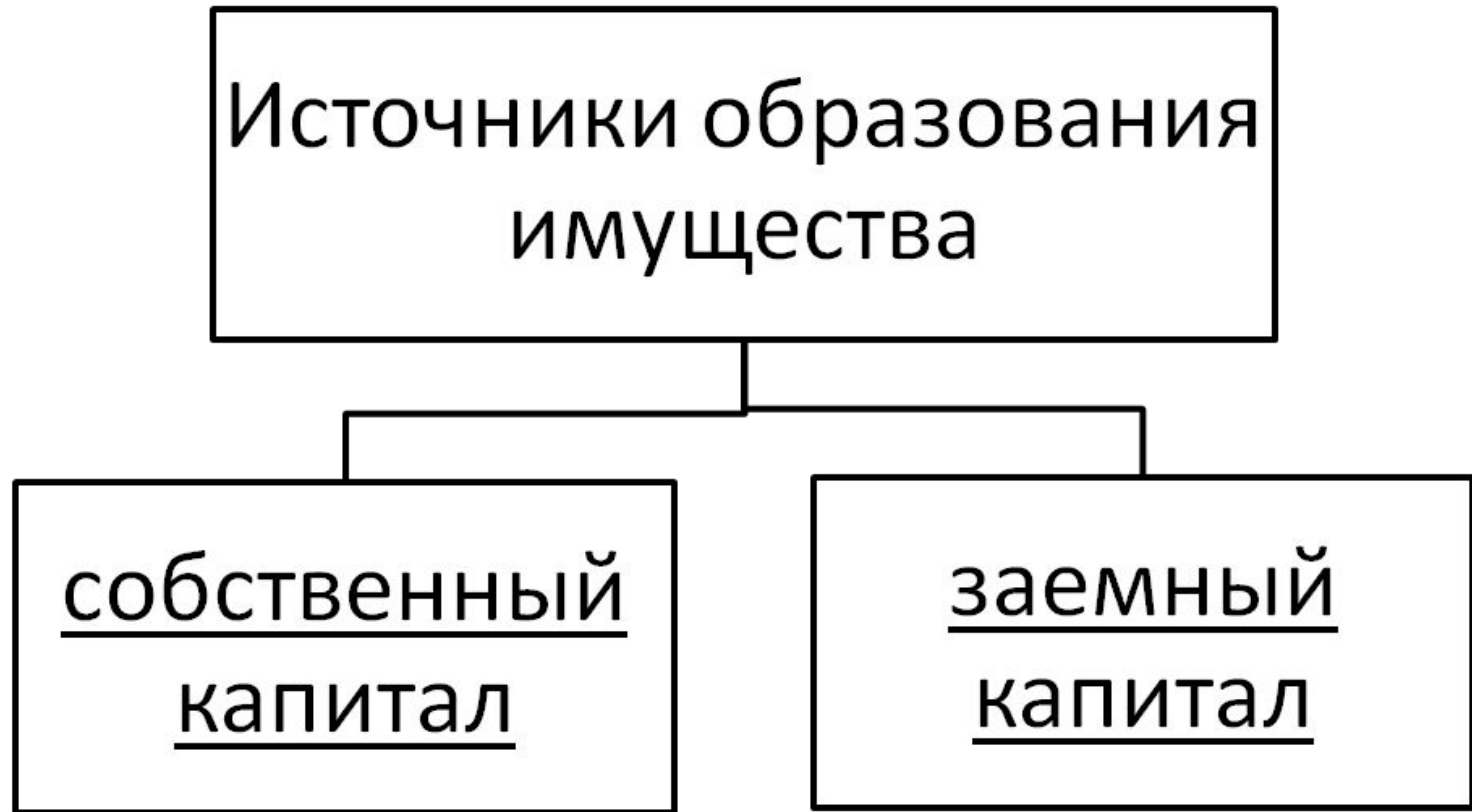 Источники образования
имущества
собственный
капитал
заемный
капитал